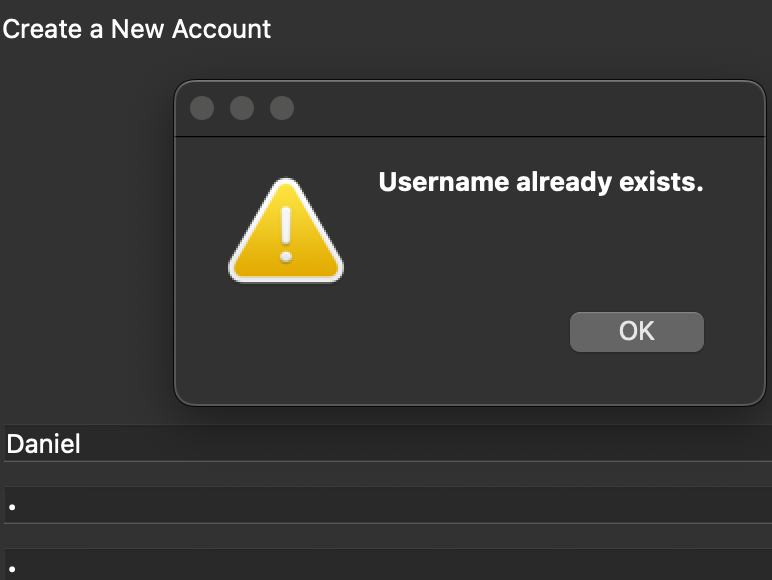 Create a New Account
Username already exists.
OK
Daniel
•
•